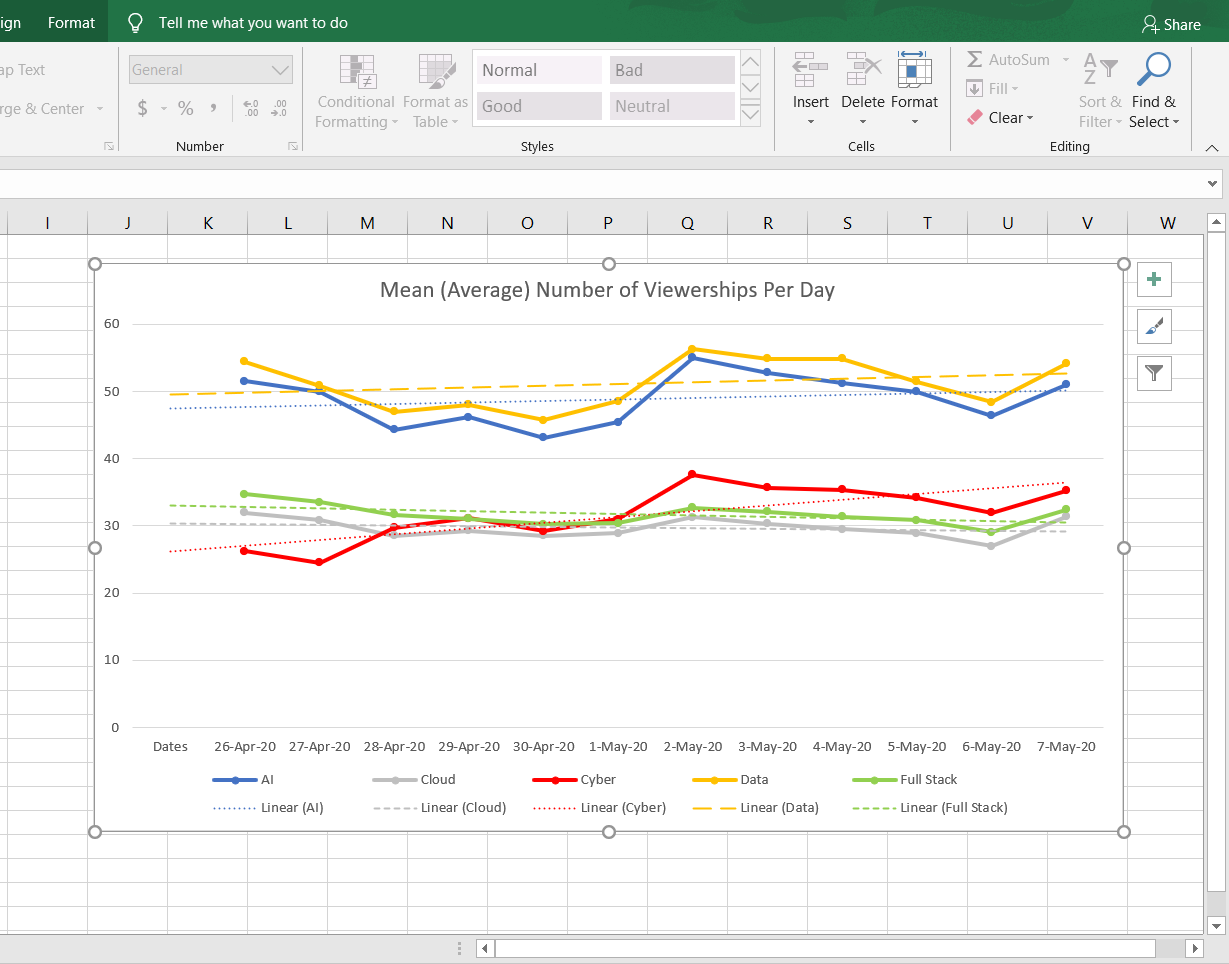 ign Format Tell me what you want to do Share
ap Text General Conditional Formatting Format as Table Normal Bad Insert Delete Format AutoSum Sort & Filter Find & Select
rge & Center $ % , .0 .00 Good Neutral Fill
Clear
Number Styles Cells Editing
I J K L M N O P Q R S T U V W
Mean (Average) Number of Viewerships Per Day
60
50
40
30
20
10
0
Dates 26-Apr-20 27-Apr-20 28-Apr-20 29-Apr-20 30-Apr-20 1-May-20 2-May-20 3-May-20 4-May-20 5-May-20 6-May-20 7-May-20
AI Cloud Cyber Data Full Stack
Linear (AI) Linear (Cloud) Linear (Cyber) Linear (Data) Linear (Full Stack)